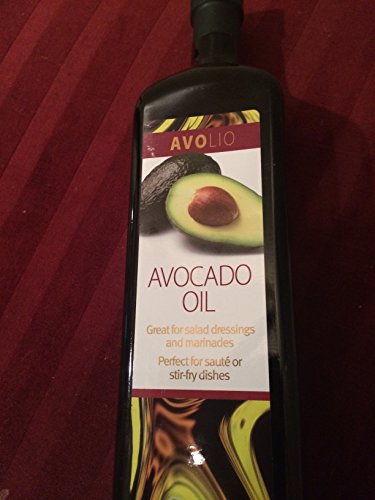 AVOLIO
AVOCADO
OIL
Great for salad dressings
and marinades
Perfect for sauté or
stir-fry dishes